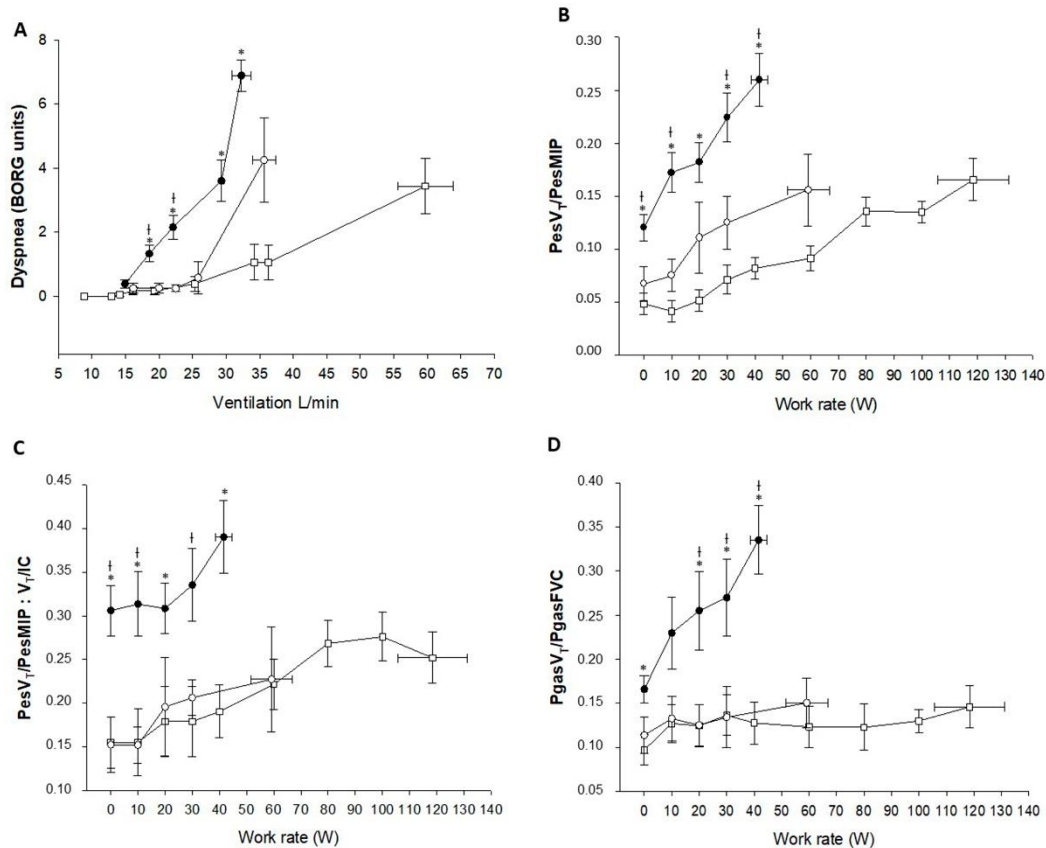 A
Dyspnea (BORG units)
8
6
4
2
0
* 
ƚ
*
ƚ
*
*
*
5 10 15 20 25 30 35 40 45 50 55 60 65 70
Ventilation L/min
B
PesVT/PesMIP
0.30
0.25
0.20
0.15
0.10
0.05
0.00
ƚ
*
ƚ
*
*
ƚ
*
ƚ
*
0 10 20 30 40 50 60 70 80 90 100 110 120 130 140
Work rate (W)
C
PesVT/PesMIP : VT/IC
0.45
0.40
0.35
0.30
0.25
0.20
0.15
0.10
ƚ
*
ƚ
*
*
ƚ
*
0 10 20 30 40 50 60 70 80 90 100 110 120 130 140
Work rate (W)
D
PgasVT/PgasFVC
0.40
0.35
0.30
0.25
0.20
0.15
0.10
0.05
*
ƚ
*
ƚ
*
ƚ
*
0 10 20 30 40 50 60 70 80 90 100 110 120 130 140
Work rate (W)